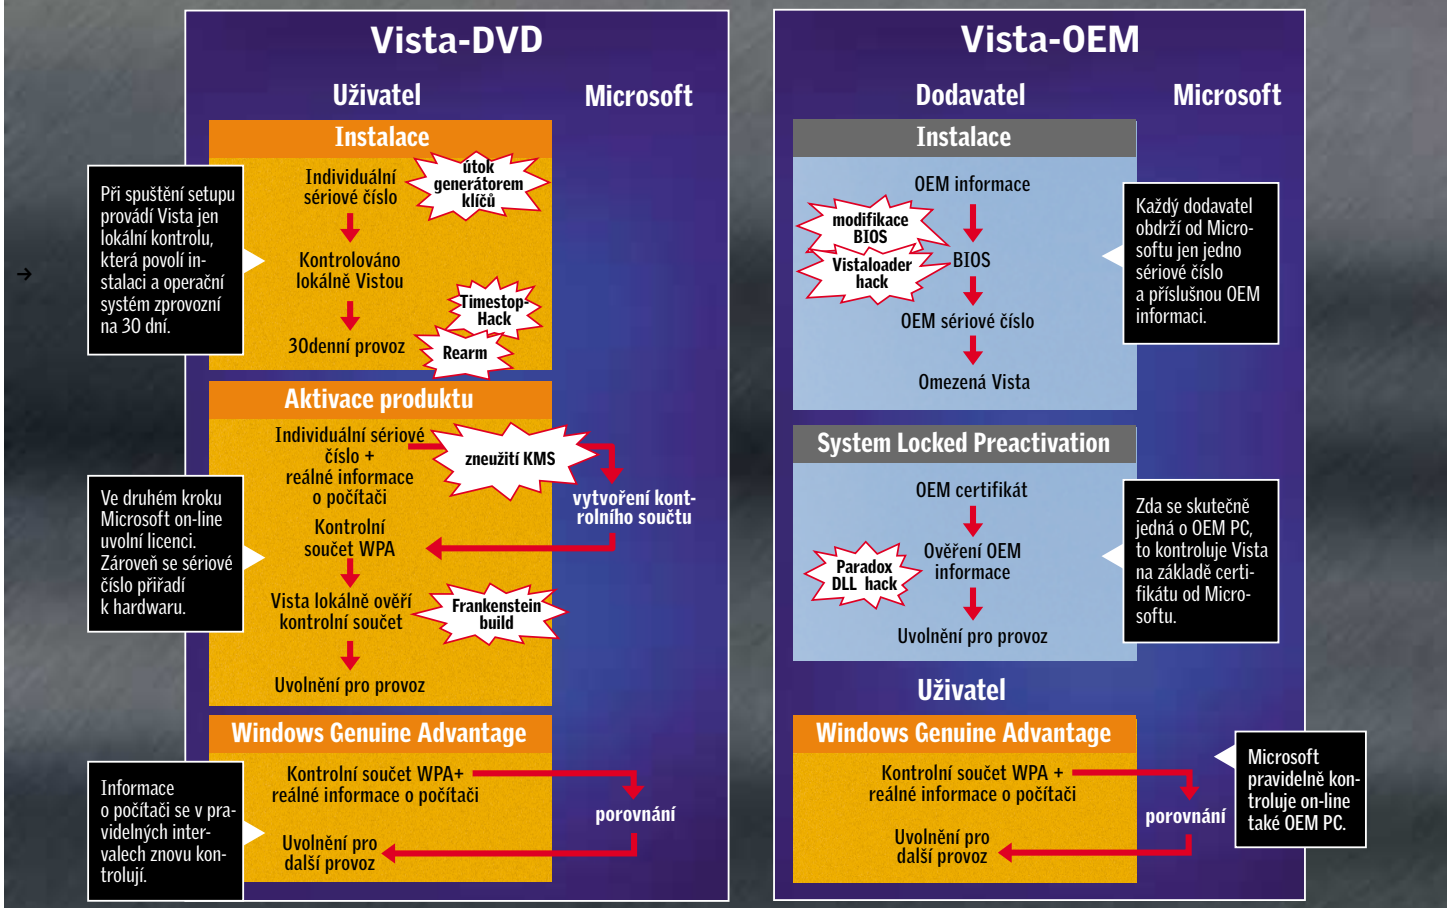 Vista-DVD
Uživatel
Microsoft
Instalace
Individuální
sériové číslo
útok
generátorem
klíčů
Kontrolováno
lokálně Vistou
Timestop-
Hack
30denní provoz
Rearm
Při spuštění setupu
provádí Vista jen
lokální kontrolu,
která povolí in-
stalaci a operační
systém zprovozní
na 30 dní.
→
Aktivace produktu
Individuální sériové
číslo +
reálné informace
o počítači
zneužití KMS
vytvoření kont-
rolního součtu
Kontrolní
součet WPA
Vista lokálně ověří
kontrolní součet
Frankenstein
build
Uvolnění pro provoz
Ve druhém kroku
Microsoft on-line
uvolní licenci.
Zároveň se sériové
číslo přiřadí
k hardwaru.
Windows Genuine Advantage
Kontrolní součet WPA+
reálné informace o počítači
porovnání
Uvolnění pro
další provoz
Informace
o počítači se v pra-
videlných inter-
valech znovu kon-
trolují.
Vista-OEM
Dodavatel
Microsoft
Instalace
OEM informace
modifikace
BIOS
Vistaloader
hack
BIOS
OEM sériové číslo
Omezená Vista
Každý dodavatel
obdrží od Micro-
softu jen jedno
sériové číslo
a příslušnou OEM
informaci.
System Locked Preactivation
OEM certifikát
Ověření OEM
informace
Paradox
DLL hack
Uvolnění pro provoz
Zda se skutečně
jedná o OEM PC,
to kontroluje Vista
na základě certi-
fikátu od Micro-
softu.
Uživatel
Windows Genuine Advantage
Kontrolní součet WPA +
reálné informace o počítači
porovnání
Uvolnění pro
další provoz
Microsoft
pravidelně kon-
troluje on-line
také OEM PC.